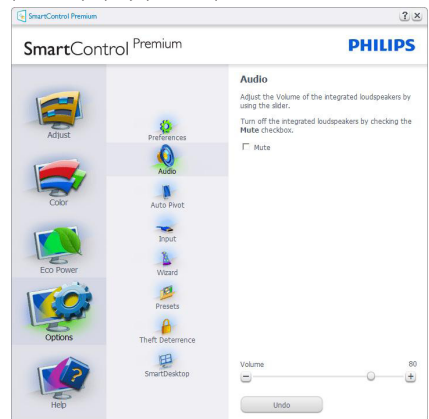 SmartControl Premium
SmartControl Premium
PHILIPS
Adjust
Color
Eco Power
Options
Help
Preferences
Audio
Auto Pivot
Input
Wizard
Presets
Theft Deterrence
SmartDesktop
Audio
Adjust the Volume of the integrated loudspeakers by
using the slider.
Turn off the integrated loudspeakers by checking the
Mute checkbox.
Mute
Volume 80
Undo